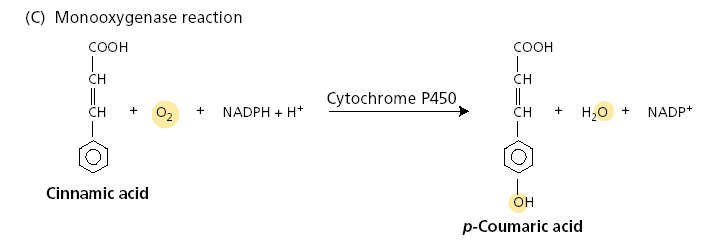 (C) Monooxygenase reaction
COOH
CH
CH + O₂ + NADPH + H⁺
Cinnamic acid
Cytochrome P450
COOH
CH
CH + H₂O + NADP⁺
OH
p-Coumaric acid